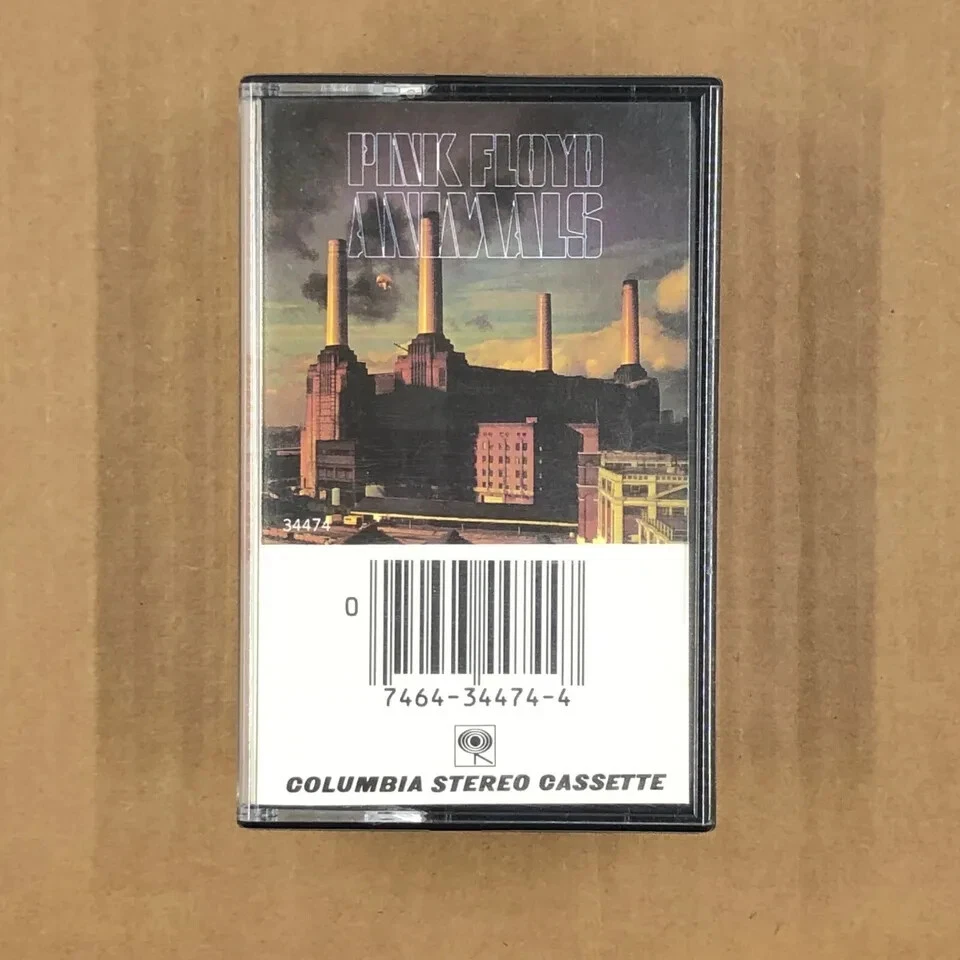 PINK FLOYD
ANIMALS
34474
0
7464-34474-4
COLUMBIA STEREO CASSETTE